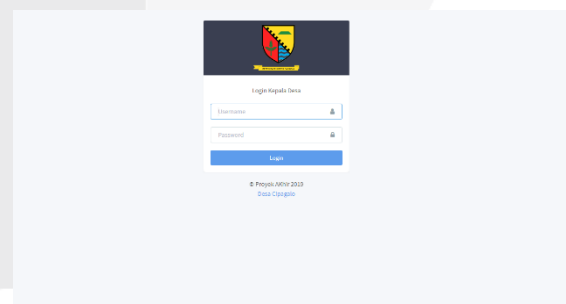 Login Kepala Desa
Username
Password
Login
© Proyek Akhir 2019
Desa Cipagalo